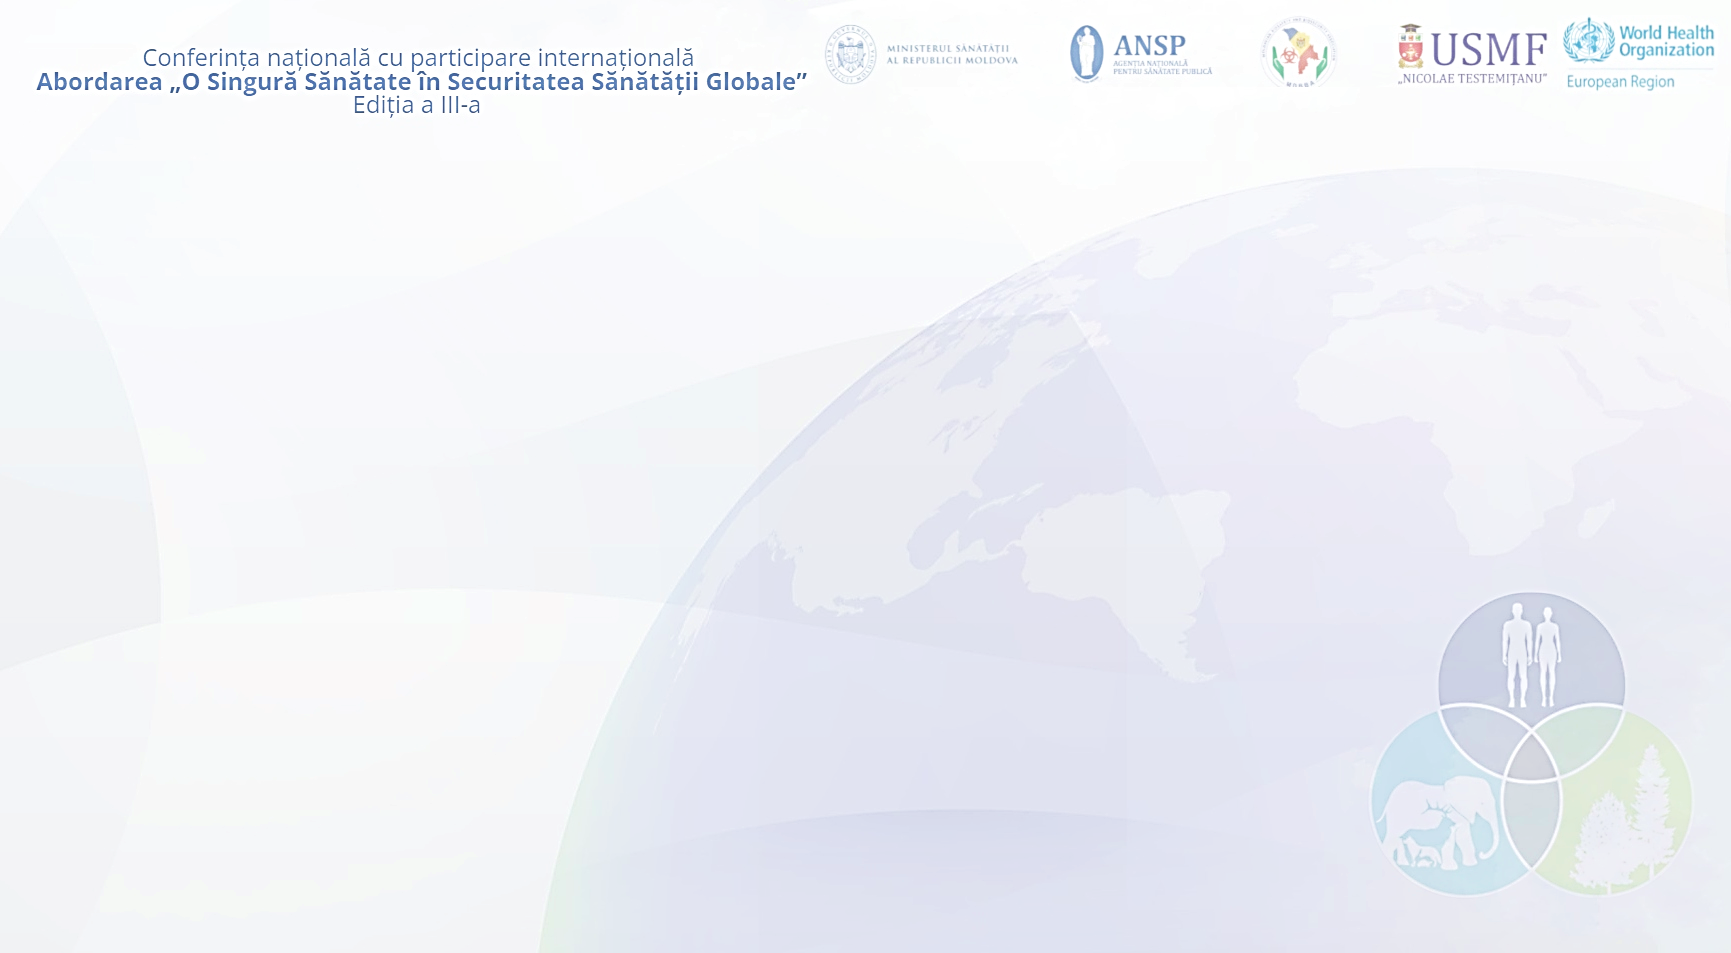 Conferința națională cu participare internațională
Abordarea „O Singură Sănătate în Securitatea Sănătății Globale”
Ediția a III-a
MINISTERUL SĂNĂTĂȚII
AL REPUBLICII MOLDOVA
ANSP
AGENȚIA NAȚIONALĂ
PENTRU SĂNĂTATE PUBLICĂ
USMF
„NICOLAE TESTEMIȚANU”
World Health
Organization
European Region